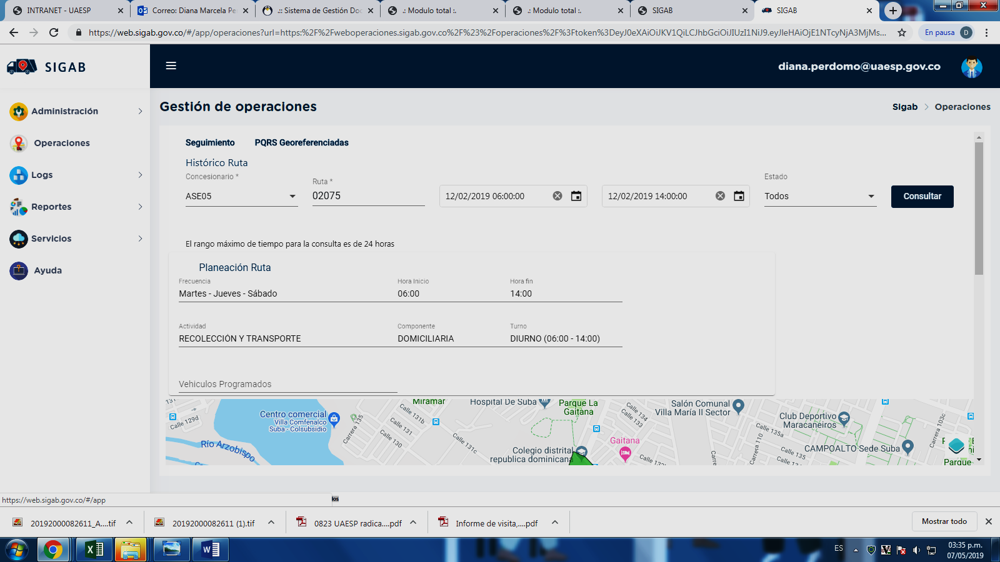 INTRANET - UAESP
Correo: Diana Marcela Pe
.:: Sistema de Gestión Doc
.: Modulo total :.
.: Modulo total :.
SIGAB
SIGAB
https://web.sigab.gov.co/#/app/operaciones?url=https:%2F%2Fweboperaciones.sigab.gov.co%2F%23%2Foperaciones%2F%3Ftoken%3DeyJ0eXAiOiJKV1QiLCJhbGciOiJIUzI1NiJ9.eyJleHAiOjE1NTcyNjA3MjMs...
En pausa
D
SIGAB
diana.perdomo@uaesp.gov.co
Administración
Operaciones
Logs
Reportes
Servicios
Ayuda
Gestión de operaciones
Sigab > Operaciones
Seguimiento
PQRS Georeferenciadas
Histórico Ruta
Concesionario *
ASE05
Ruta *
02075
12/02/2019 06:00:00
12/02/2019 14:00:00
Estado
Todos
Consultar
El rango máximo de tiempo para la consulta es de 24 horas
Planeación Ruta
Frecuencia
Hora Inicio
Hora fin
Martes - Jueves - Sábado
06:00
14:00
Actividad
Componente
Turno
RECOLECCIÓN Y TRANSPORTE
DOMICILIARIA
DIURNO (06:00 - 14:00)
Vehiculos Programados
Calle 129d
Centro comercial
Villa Comfenalco
Suba - Colsubsidio
Río Arzobispo
Carrera 135
Miramar
Calle 131b
Calle 131
Calle 130
Calle 131c
Hospital De Suba
Parque La
Gaitana
Colegio distrital
republica dominicana
Gaitana
Calle 134
Calle 133
Salón Comunal
Villa María II Sector
Carrera 110
Calle 135a
Calle 135
Club Deportivo
Maracaneiros
CAMPOALTO Sede Suba
Carrera 103c
Parque
https://web.sigab.gov.co/#/app
20192000082611_A....tif
20192000082611 (1).tif
0823 UAESP radica....pdf
Informe de visita,....pdf
Mostrar todo
ES
03:35 p.m.
07/05/2019